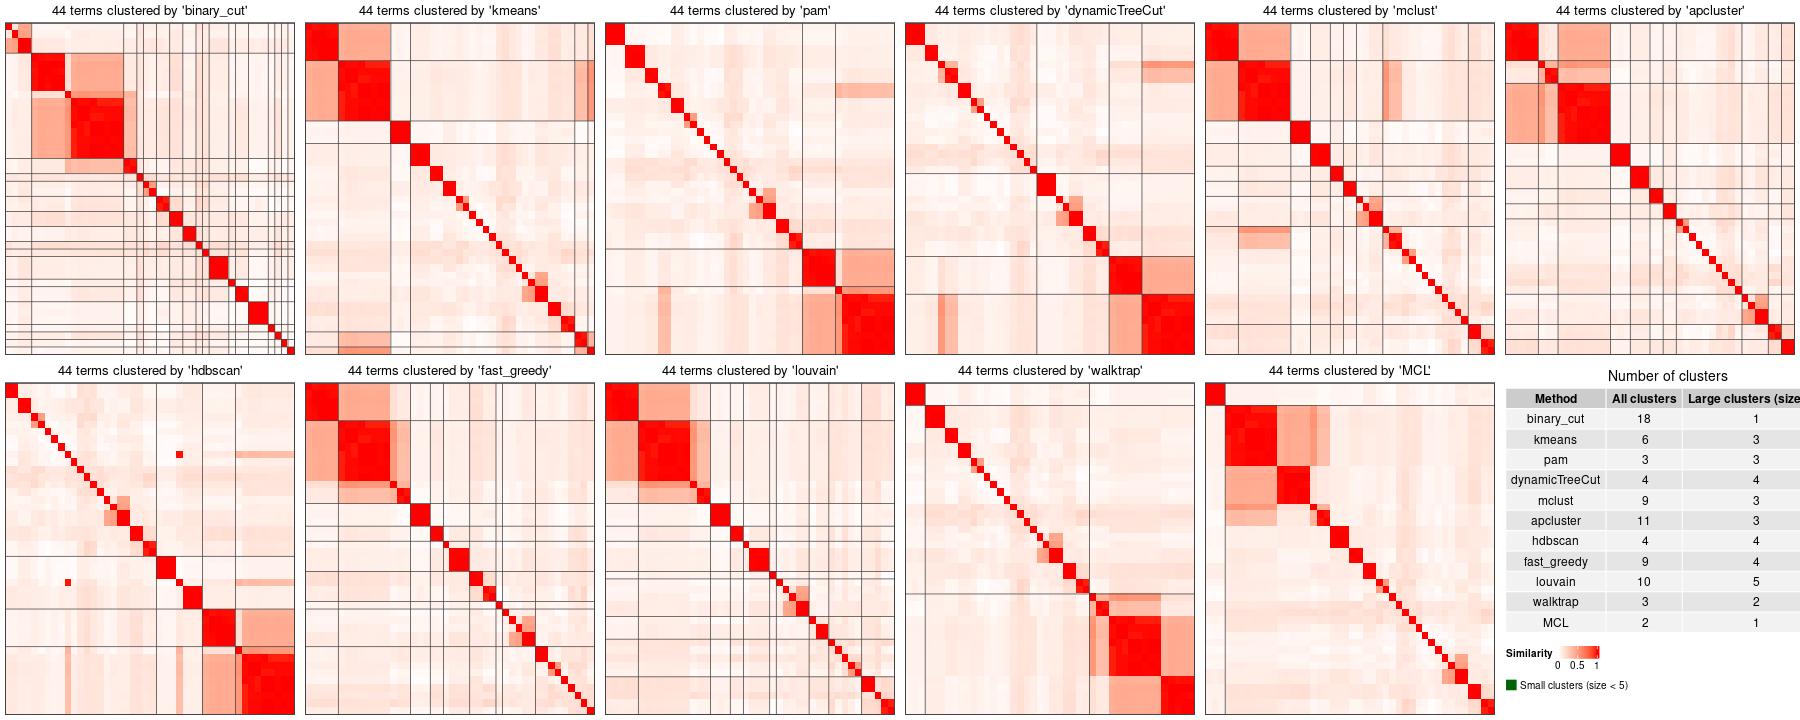 44 terms clustered by 'binary_cut'
44 terms clustered by 'kmeans'
44 terms clustered by 'pam'
44 terms clustered by 'dynamicTreeCut'
44 terms clustered by 'mclust'
44 terms clustered by 'apcluster'
44 terms clustered by 'hdbscan'
44 terms clustered by 'fast_greedy'
44 terms clustered by 'louvain'
44 terms clustered by 'walktrap'
44 terms clustered by 'MCL'
Number of clusters
Method All clusters Large clusters (size
binary_cut 18 1
kmeans 6 3
pam 3 3
dynamicTreeCut 4 4
mclust 9 3
apcluster 11 3
hdbscan 4 4
fast_greedy 9 4
louvain 10 5
walktrap 3 2
MCL 2 1
Similarity
0 0.5 1
Small clusters (size < 5)